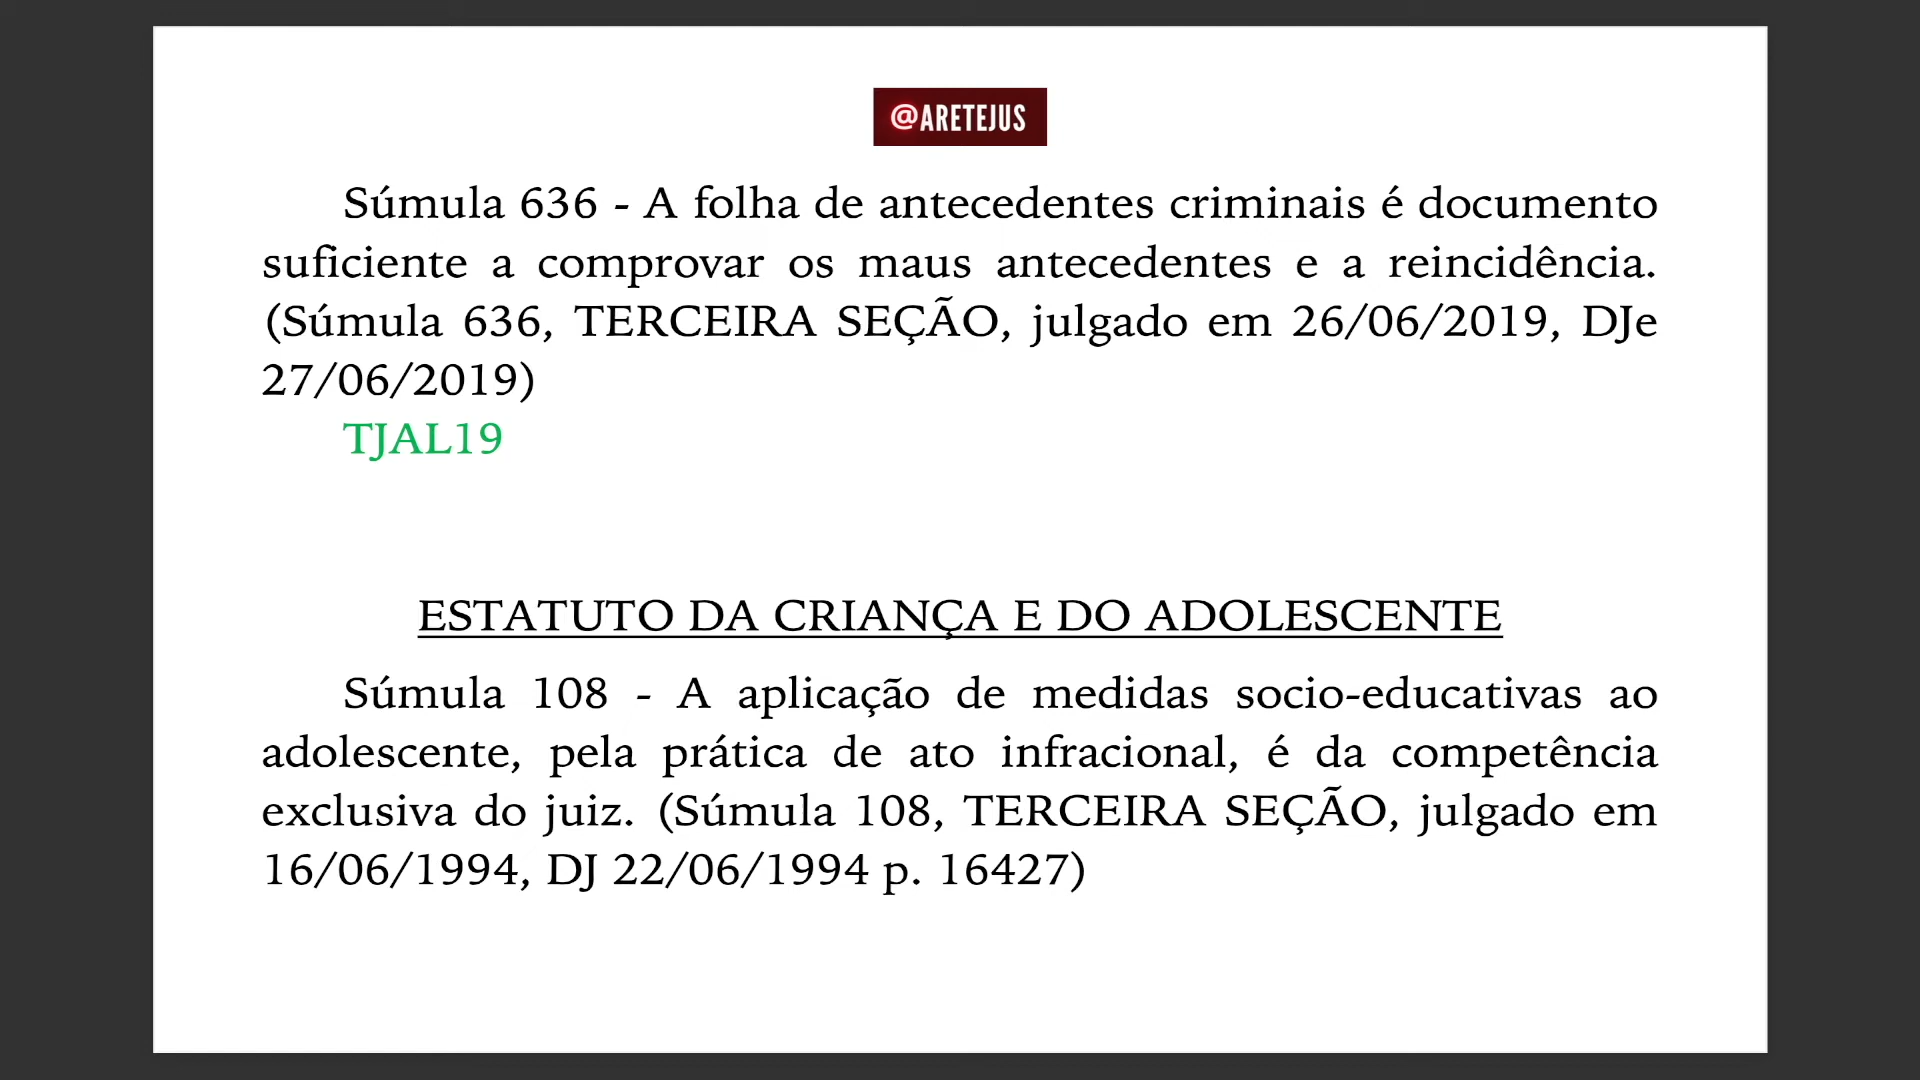 @ARETEJUS
Súmula 636 - A folha de antecedentes criminais é documento
suficiente a comprovar os maus antecedentes e a reincidência.
(Súmula 636, TERCEIRA SEÇÃO, julgado em 26/06/2019, DJe
27/06/2019)
TJAL19
ESTATUTO DA CRIANÇA E DO ADOLESCENTE
Súmula 108 - A aplicação de medidas socio-educativas ao
adolescente, pela prática de ato infracional, é da competência
exclusiva do juiz. (Súmula 108, TERCEIRA SEÇÃO, julgado em
16/06/1994, DJ 22/06/1994 p. 16427)